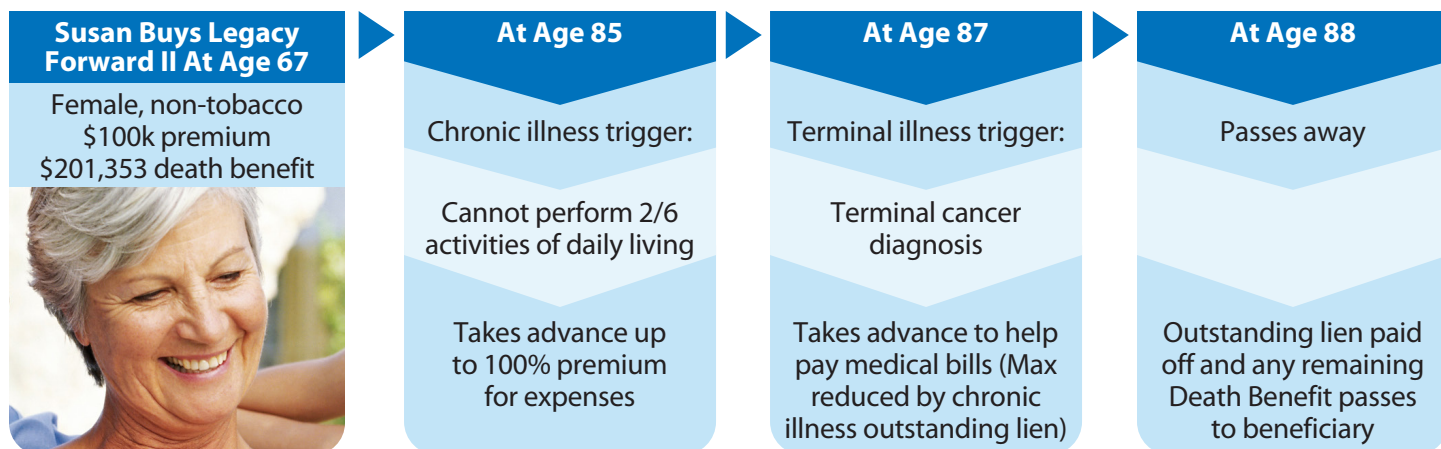 Susan Buys Legacy
Forward II At Age 67
Female, non-tobacco
$100k premium
$201,353 death benefit
At Age 85
Chronic illness trigger:
Cannot perform 2/6
activities of daily living
Takes advance up
to 100% premium
for expenses
At Age 87
Terminal illness trigger:
Terminal cancer
diagnosis
Takes advance to help
pay medical bills (Max
reduced by chronic
illness outstanding lien)
At Age 88
Passes away
Outstanding lien paid
off and any remaining
Death Benefit passes
to beneficiary